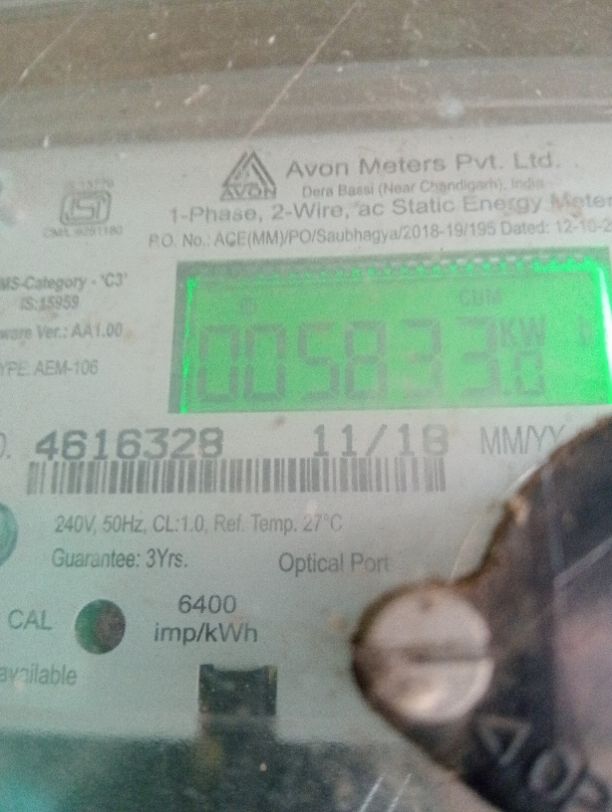 Avon Meters Pvt. Ltd.
AVON
Dera Bassi (Near Chandigarh), India
1-Phase, 2-Wire, ac Static Energy Meter
P.O. No.: ACE(MM)/PO/Saubhagya/2018-19/195 Dated: 12-10-2
MS-Category - 'C3'
IS:15959
ware Ver.: AA1.00
YPE: AEM-106
CUM
005833.0 KW
4616328 11/18 MM/YY
240V, 50Hz, CL:1.0, Ref. Temp. 27°C
Guarantee: 3Yrs.
Optical Port
CAL
6400
imp/kWh
available